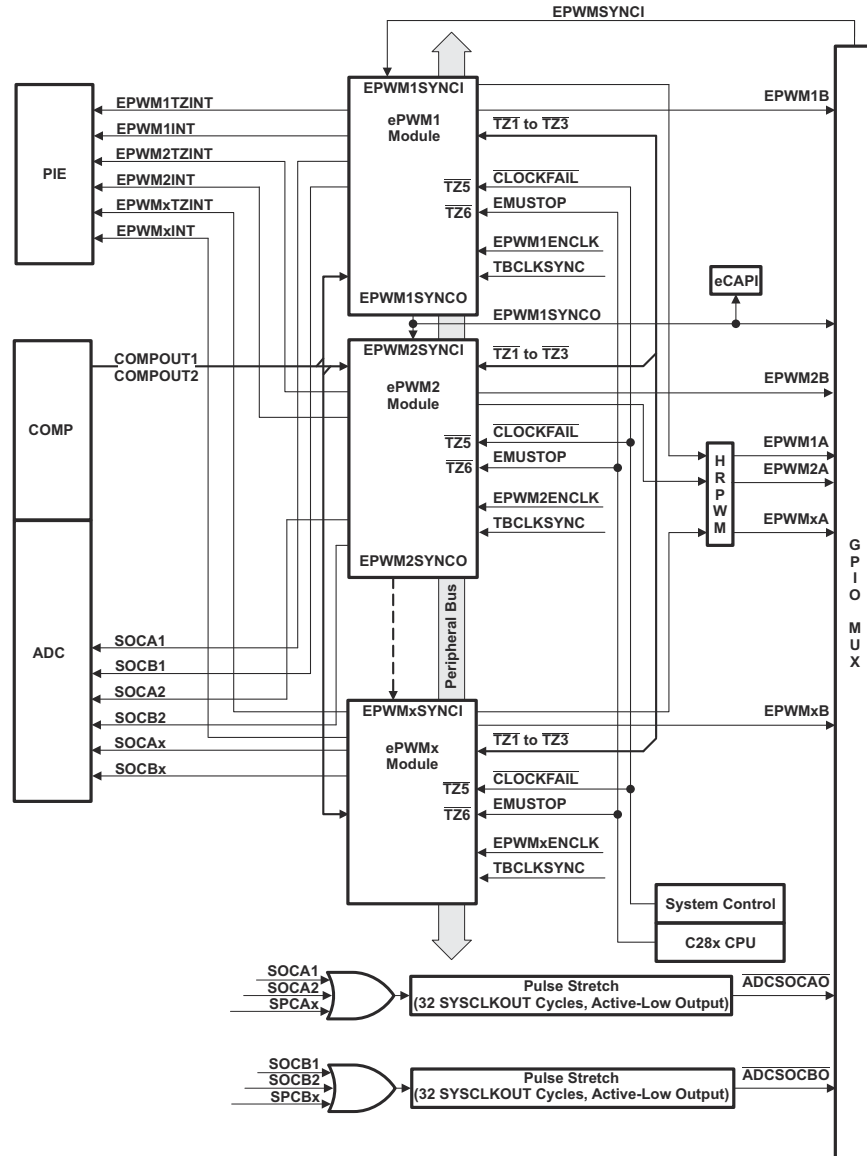 EPWMSYNCI
EPWM1SYNCI
EPWM1TZINT
EPWM1B
ePWM1
Module
EPWM1INT
TZ1 to TZ3
EPWM2TZINT
PIE
EPWM2INT
TZ5
CLOCKFAIL
EPWMxTZINT
TZ6
EMUSTOP
EPWMxINT
EPWM1ENCLK
TBCLKSYNC
eCAPI
EPWM1SYNCO
EPWM1SYNCO
COMPOUT1
COMPOUT2
EPWM2SYNCI
TZ1 to TZ3
ePWM2
Module
EPWM2B
COMP
TZ5
CLOCKFAIL
EPWM1A
TZ6
EMUSTOP
EPWM2A
HRPWM
EPWM2ENCLK
TBCLKSYNC
EPWMxA
EPWM2SYNCO
GPIO MUX
Peripheral Bus
ADC
SOCA1
SOCB1
SOCA2
SOCB2
SOCAx
SOCBx
EPWMxSYNCI
EPWMxB
ePWMx
Module
TZ1 to TZ3
TZ5
CLOCKFAIL
TZ6
EMUSTOP
EPWMxENCLK
TBCLKSYNC
System Control
C28x CPU
SOCA1
SOCA2
SPCAx
Pulse Stretch
(32 SYSCLKOUT Cycles, Active-Low Output)
ADCSOCAO
SOCB1
SOCB2
SPCBx
Pulse Stretch
(32 SYSCLKOUT Cycles, Active-Low Output)
ADCSOCBO